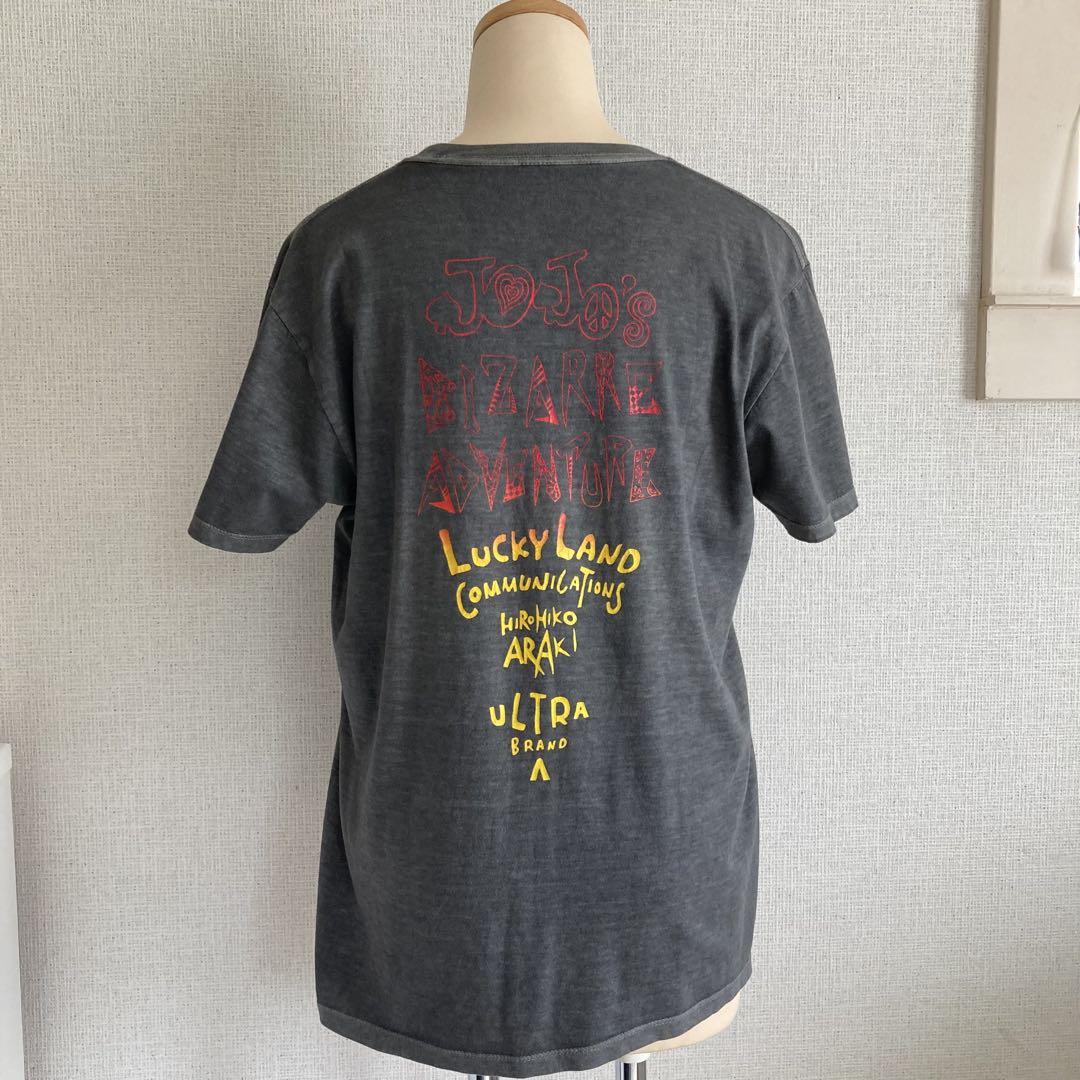 JOJO's
BIZARRE
ADVENTURE
LUCKY LAND
COMMUNICATIONS
HIROHIKO
ARAKI
ULTRA
BRAND